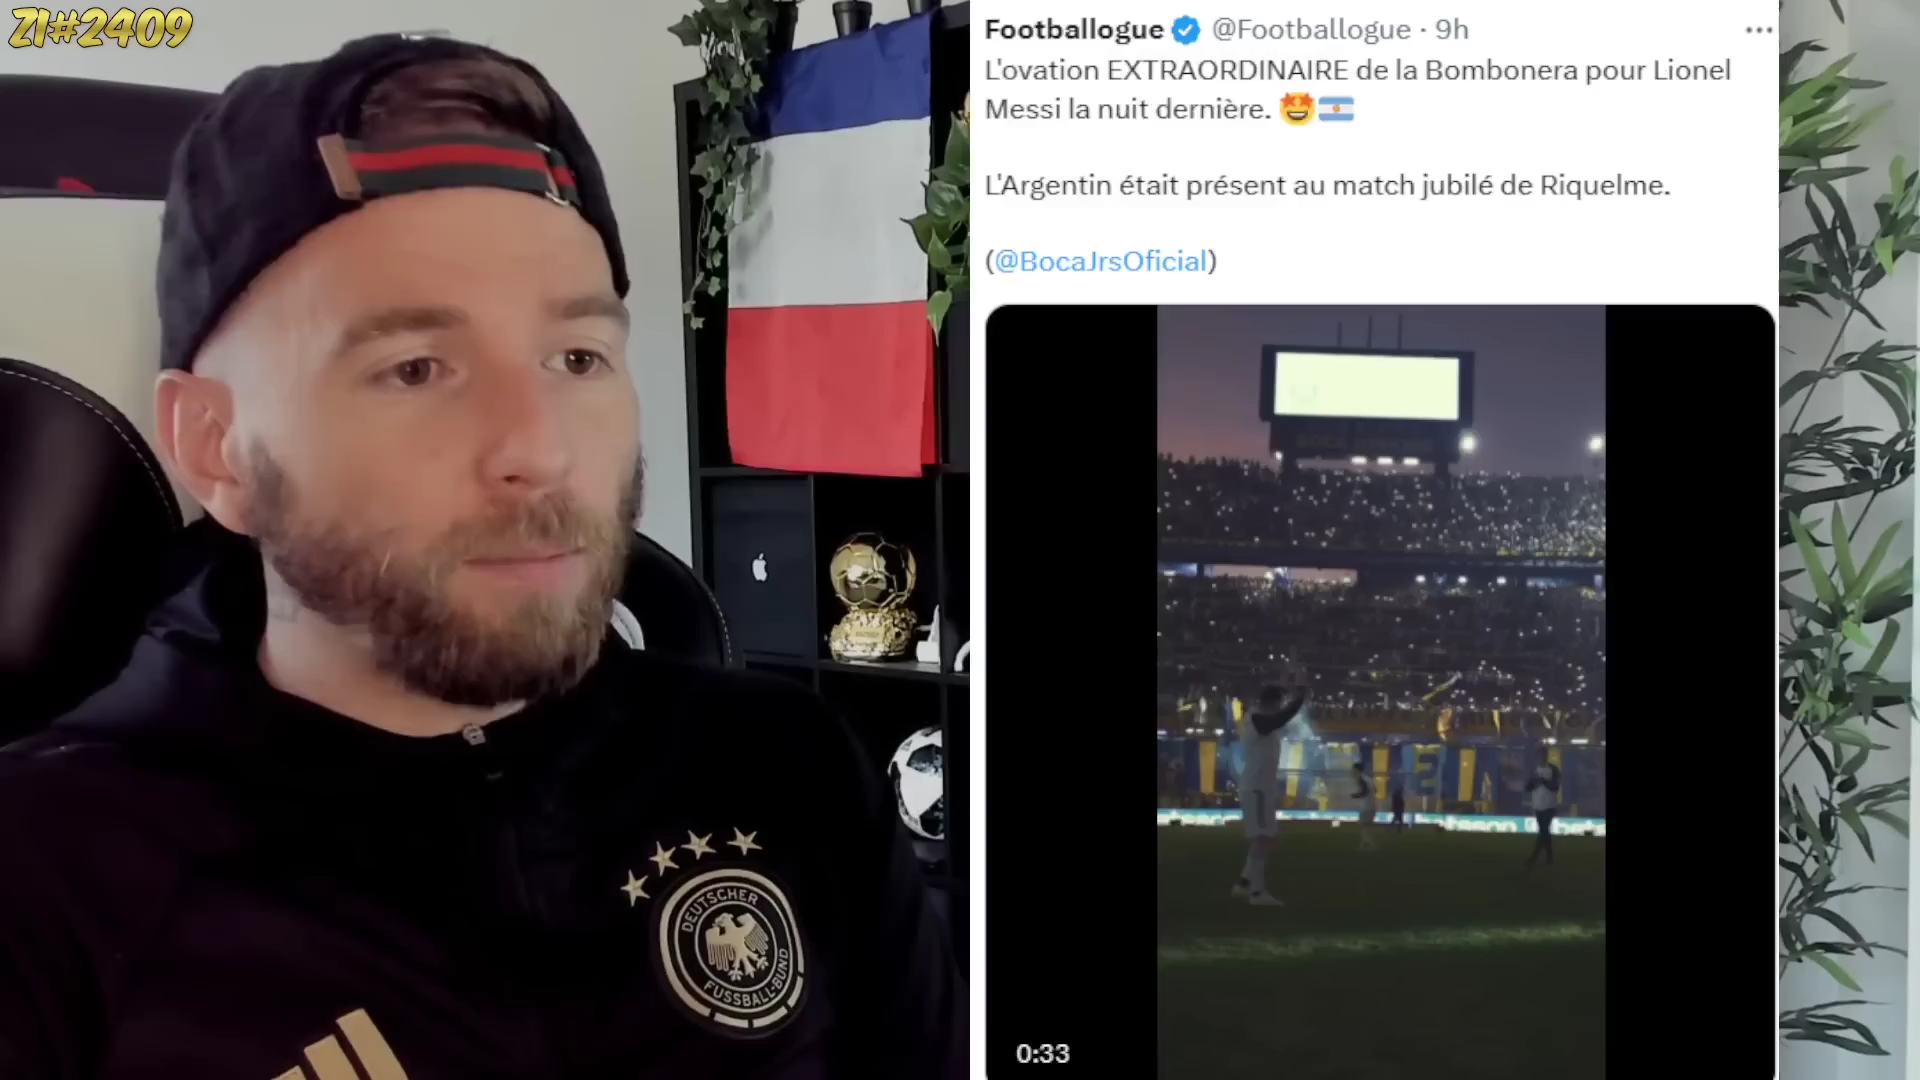 ZI#2409
Footballogue @Footballogue · 9h
L'ovation EXTRAORDINAIRE de la Bombonera pour Lionel
Messi la nuit dernière. 🤩🇦🇷
L'Argentin était présent au match jubilé de Riquelme.
(@BocaJrsOficial)
0:33
DEUTSCHER
FUSSBALL-BUND